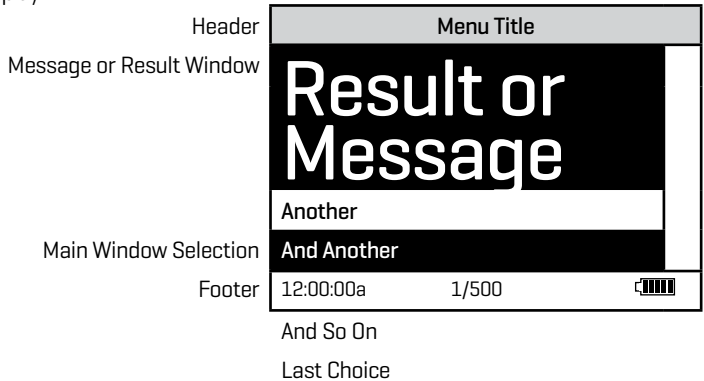 Header Menu Title
Message or Result Window
Result or
Message
Another
Main Window Selection And Another
Footer 12:00:00a 1/500
And So On
Last Choice